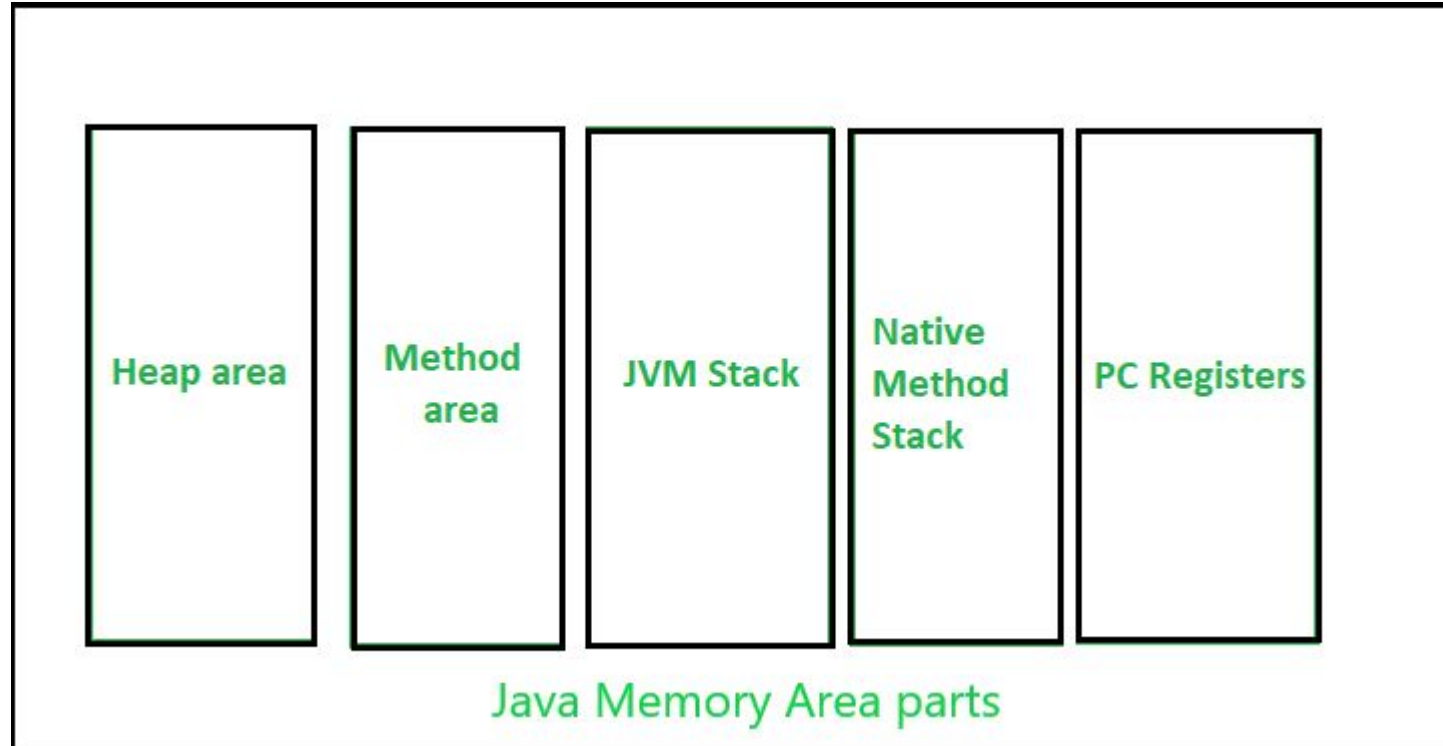 Heap area
Method
area
JVM Stack
Native
Method
Stack
PC Registers
Java Memory Area parts